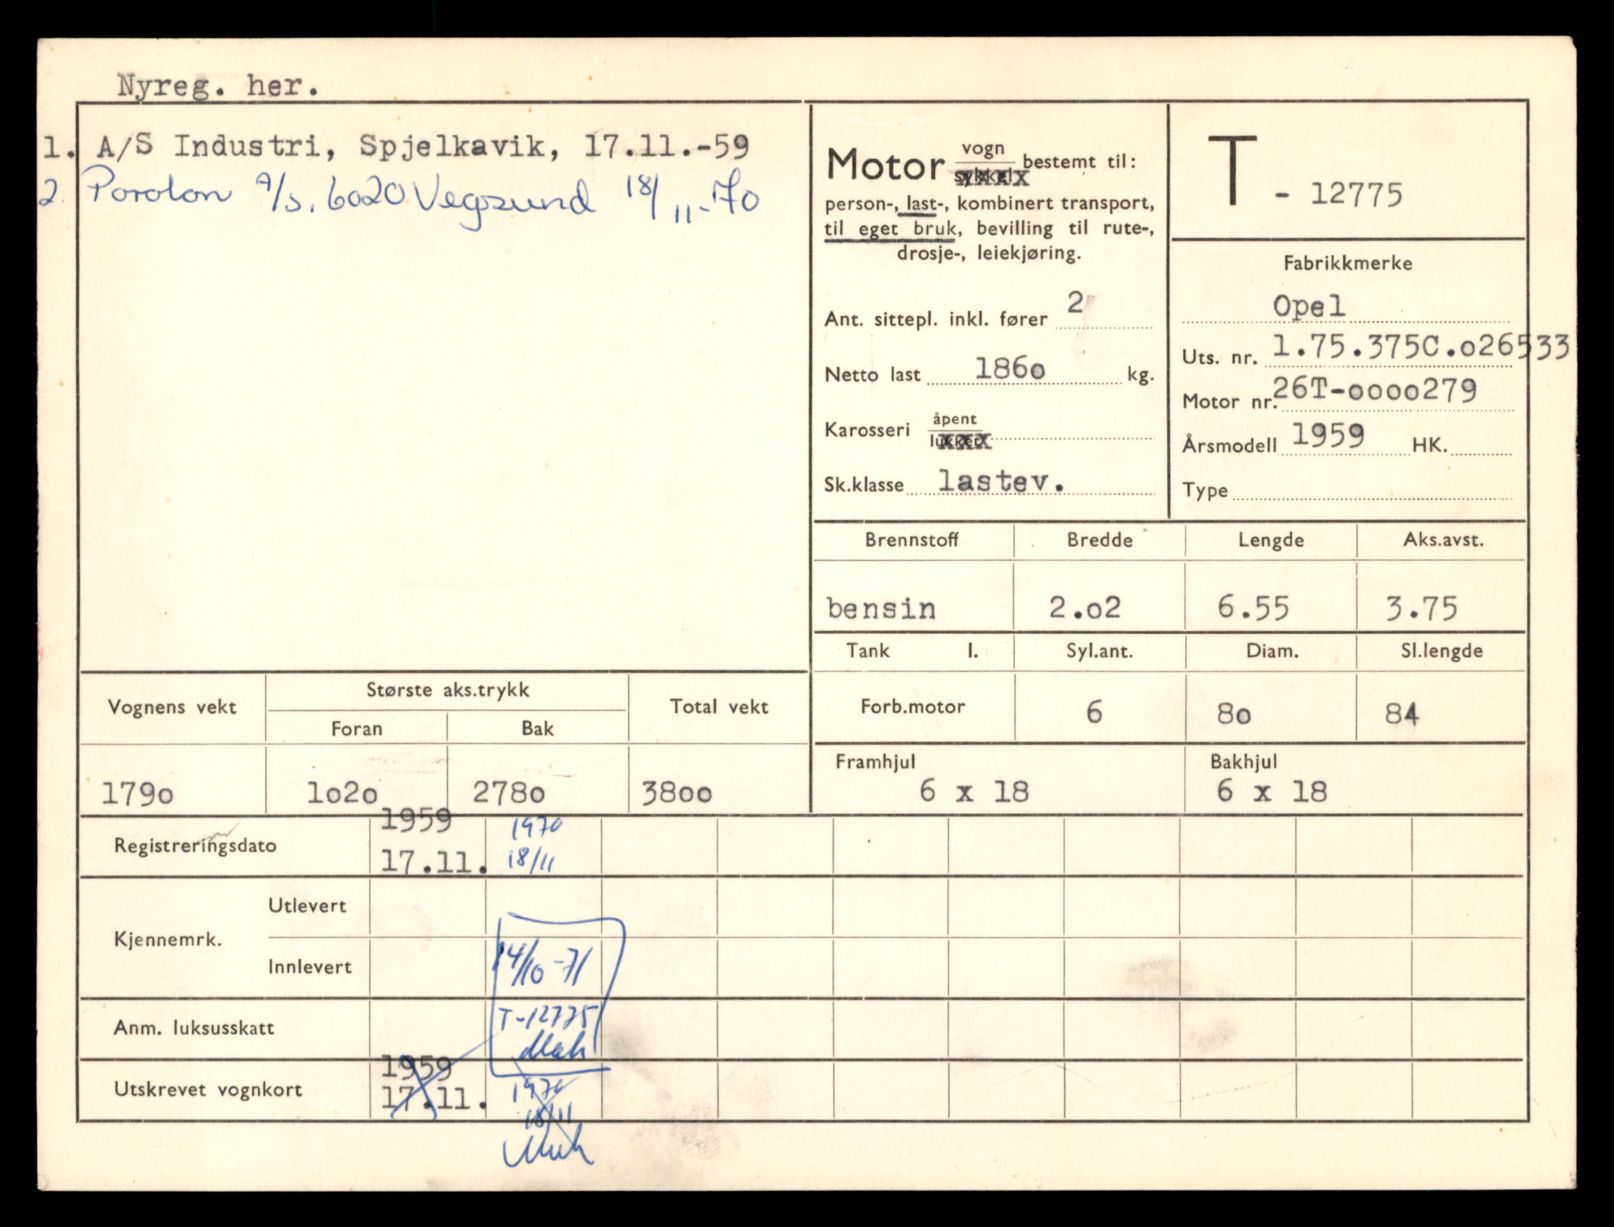 Nyreg. her.
1. A/S Industri, Spjelkavik, 17.11.-59
2. Porolon A/S. 6020 Vegsund 18/11-70
Motor vogn bestemt til:
sykkel
person-, last-, kombinert transport,
til eget bruk, bevilling til rute-,
drosje-, leiekjøring.
Ant. sittepl. inkl. fører 2
Netto last 186o kg.
Karosseri åpent
lukket
Sk.klasse lastev.
T - 12775
Fabrikkmerke
Opel
Uts. nr. 1.75.375C.o26533
Motor nr. 26T-oooo279
Årsmodell 1959 HK.
Type
Brennstoff Bredde Lengde Aks.avst.
bensin 2.o2 6.55 3.75
Tank l. Syl.ant. Diam. Sl.lengde
Forb.motor 6 8o 84
Framhjul Bakhjul
6 x 18 6 x 18
Vognens vekt Største aks.trykk Total vekt
Foran Bak
179o 1o2o 278o 38oo
Registreringsdato 1959 1970
17.11. 18/11
Kjennemrk. Utlevert
Innlevert 14/10-71
Anm. luksusskatt T-12775
Utskrevet vognkort 1959 1970
17.11. 18/11